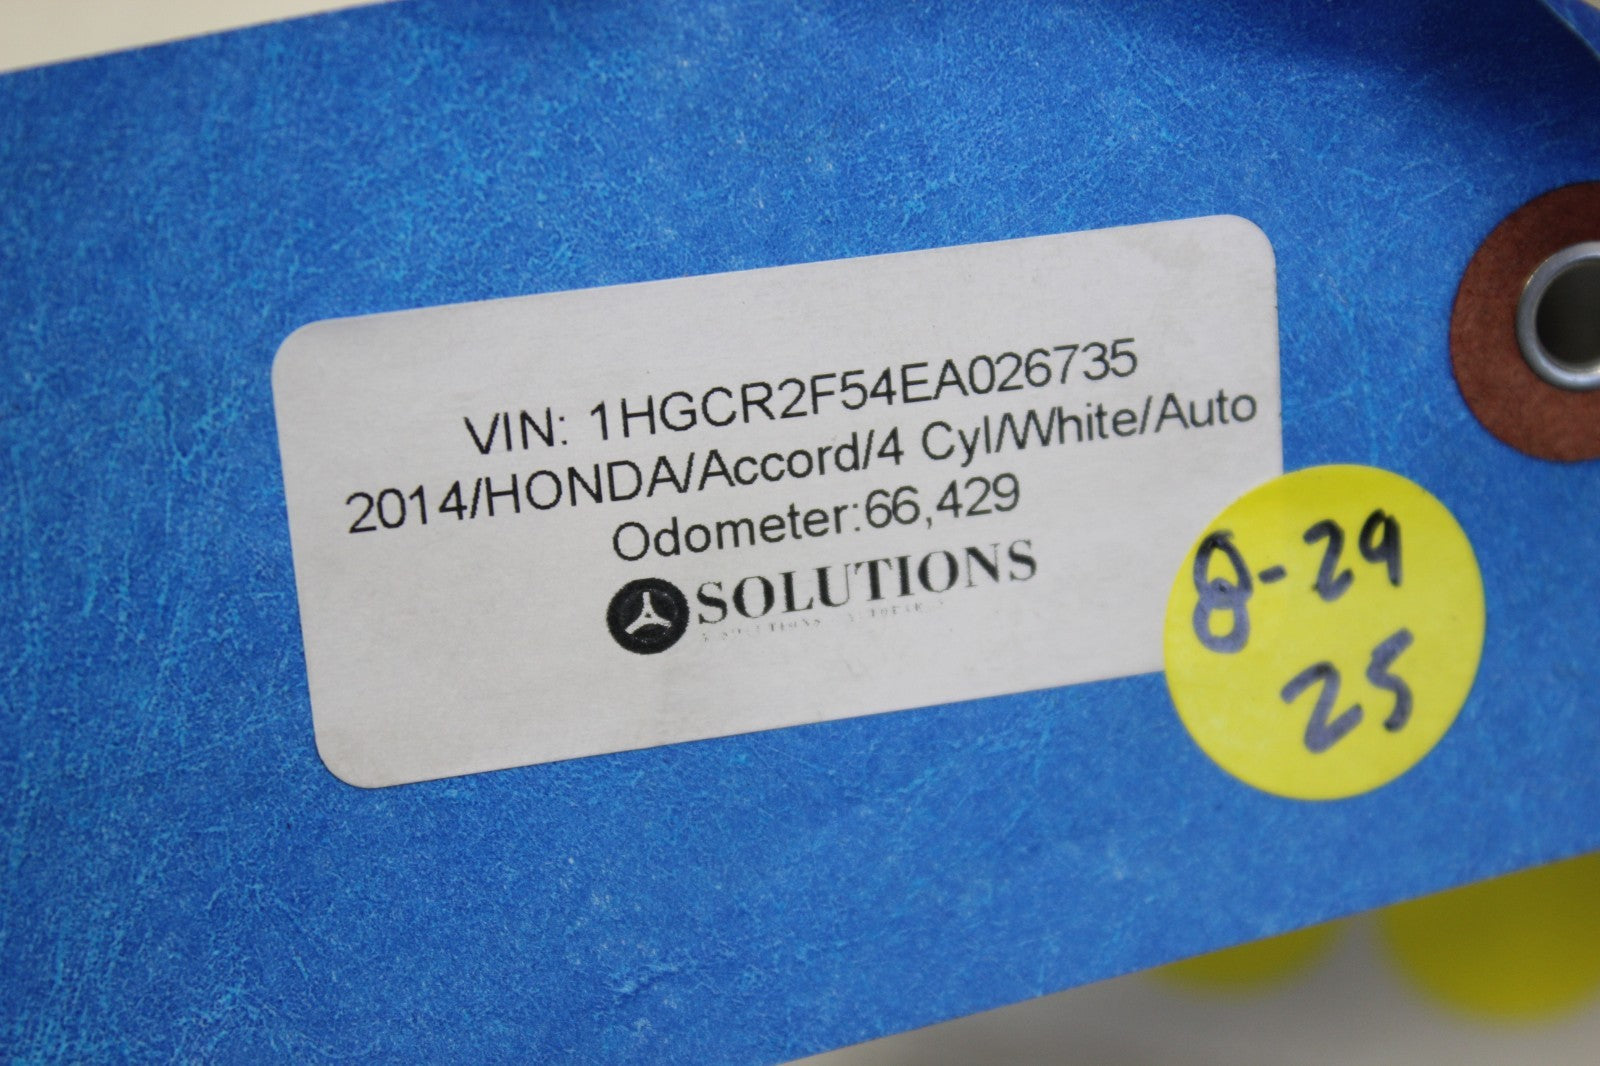 VIN: 1HGCR2F54EA026735
2014/HONDA/Accord/4 Cyl/White/Auto
Odometer:66,429
SOLUTIONS
8-29
25